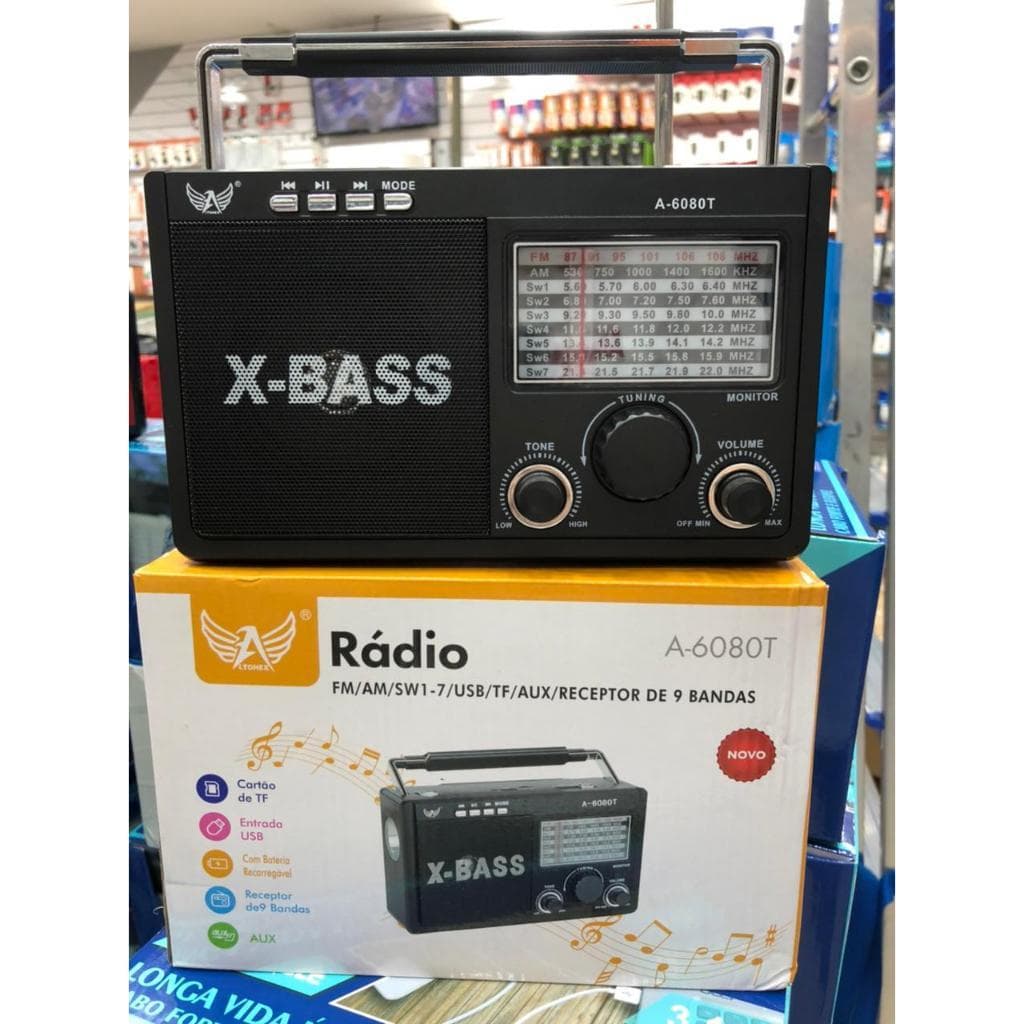 MODE
A-6080T
ALTOMEX
X-BASS
FM 87 91 95 101 106 108 MHZ
AM 530 750 1000 1400 1600 KHZ
Sw1 5.70 6.00 6.30 6.40 MHZ
Sw2 7.00 7.20 7.50 7.60 MHZ
Sw3 9.30 9.50 9.80 10.0 MHZ
Sw4 11.6 11.8 12.0 12.2 MHZ
Sw5 13.6 13.9 14.1 14.2 MHZ
Sw6 15.2 15.5 15.8 15.9 MHZ
Sw7 21.5 21.7 21.9 22.0 MHZ
MONITOR
TUNING
TONE
VOLUME
LOW HIGH
OFF MIN MAX
ALTOMEX
Rádio
A-6080T
FM/AM/SW1-7/USB/TF/AUX/RECEPTOR DE 9 BANDAS
NOVO
Cartão
de TF
Entrada
USB
Com Bateria
Recarregável
Receptor
de9 Bandas
AUX
MODE
A-6080T
X-BASS
LONGA VIDA